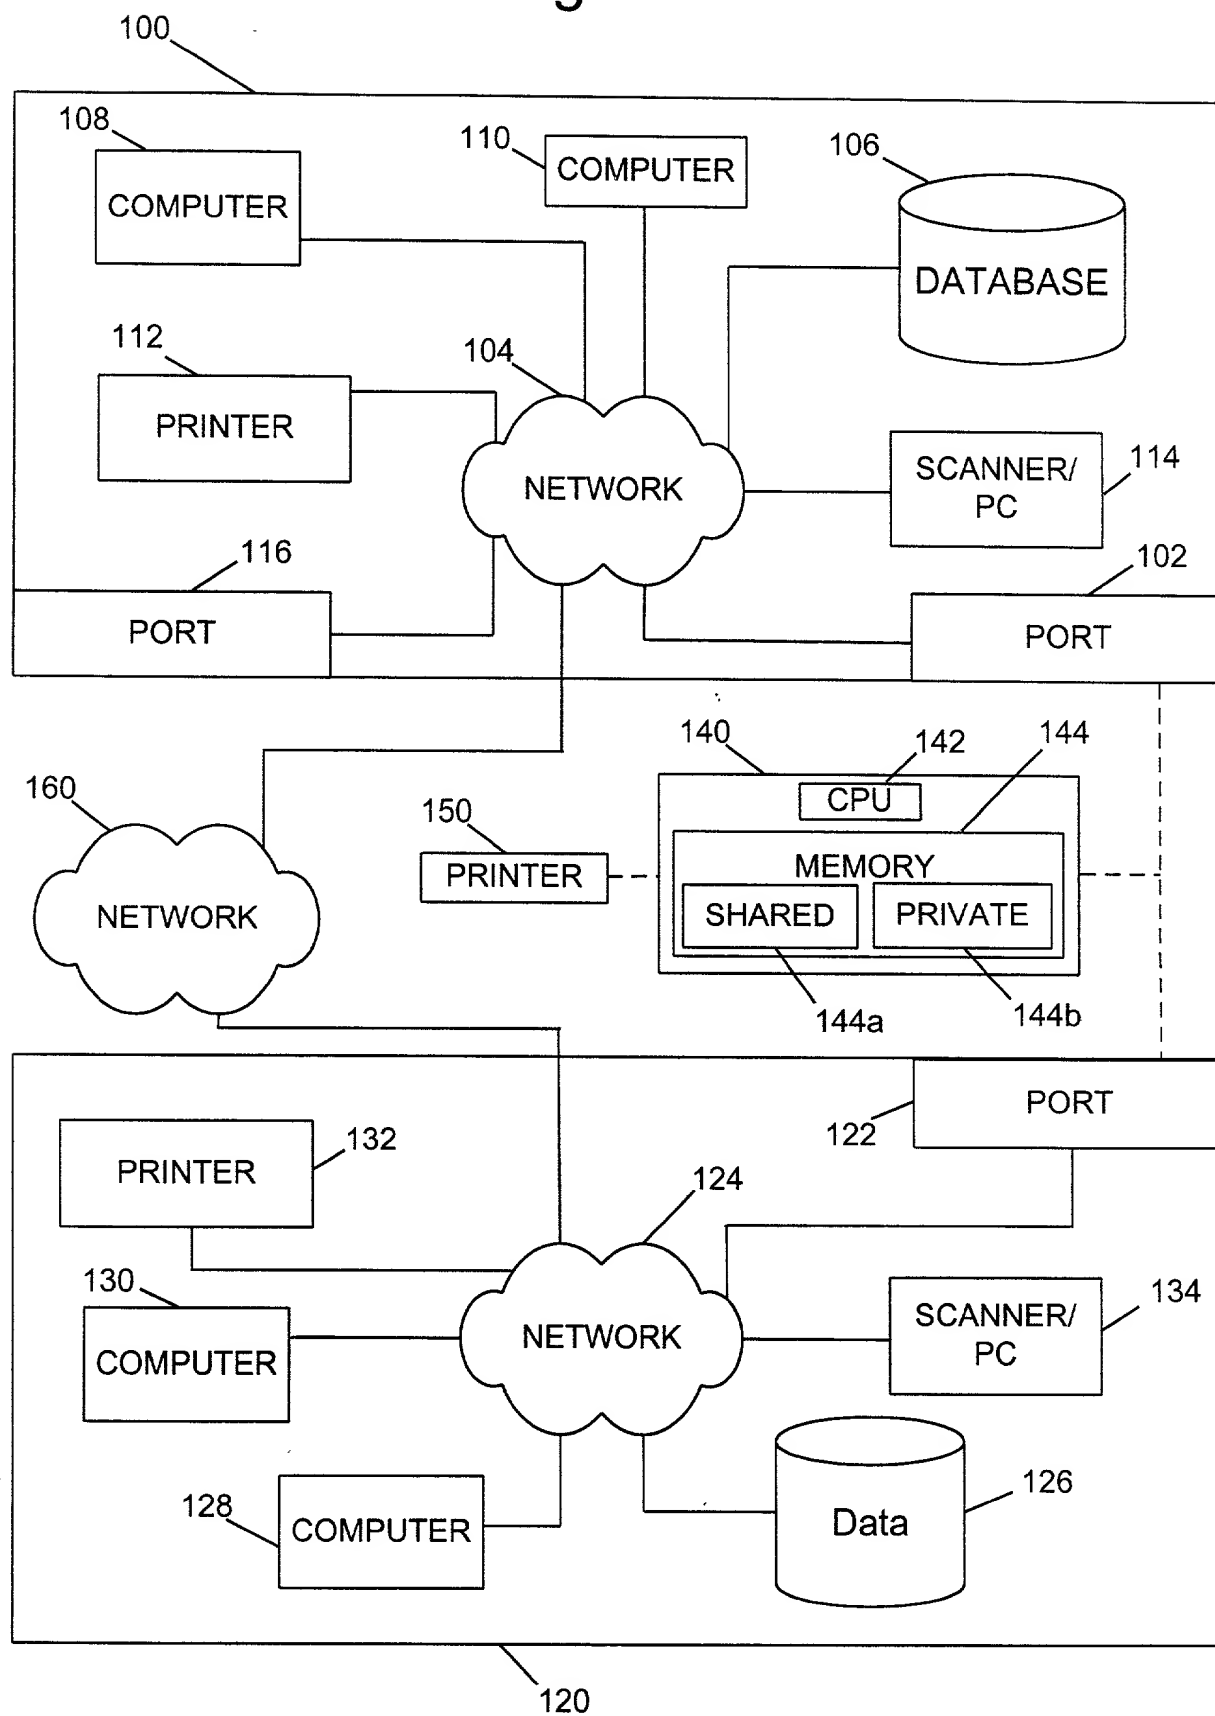 100
108
110
106
COMPUTER
COMPUTER
DATABASE
112
104
PRINTER
NETWORK
SCANNER/
PC
114
116
102
PORT
PORT
140
142
144
160
CPU
150
MEMORY
PRINTER
SHARED
PRIVATE
NETWORK
144a
144b
PORT
122
132
PRINTER
124
130
134
SCANNER/
PC
NETWORK
COMPUTER
126
128
COMPUTER
Data
120